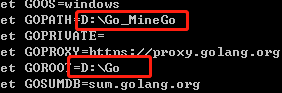 et GOOS=windows
et GOPATH=D:\Go_MineGo
et GOPRIVATE=
et GOPROXY=https://proxy.golang.org
et GOROOT=D:\Go
et GOSUMDB=sum.golang.org